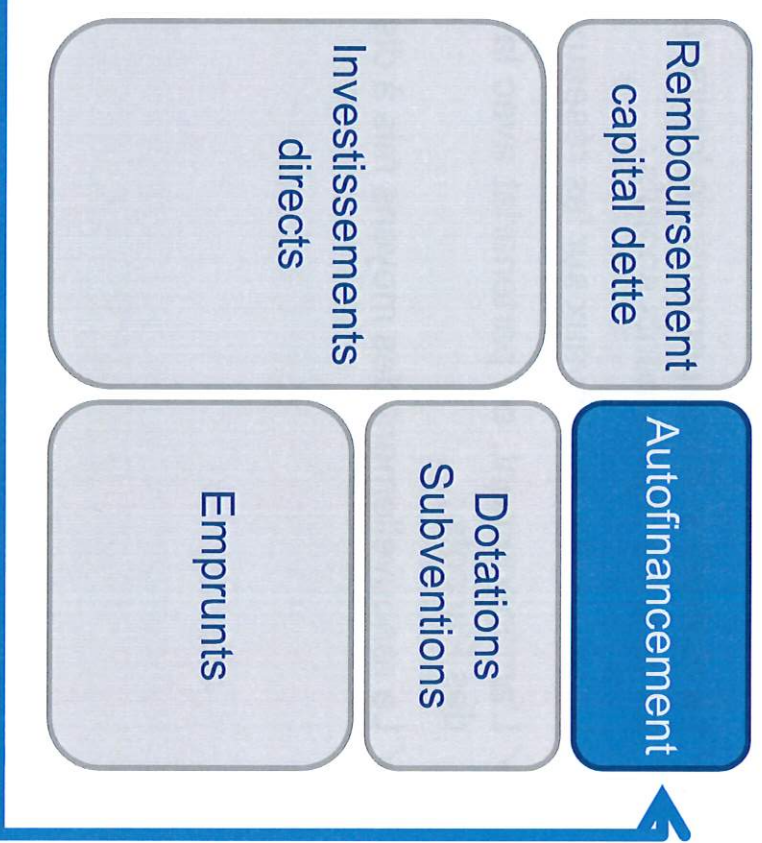 Remboursement
capital dette
Investissements
directs
Autofinancement
Dotations
Subventions
Emprunts